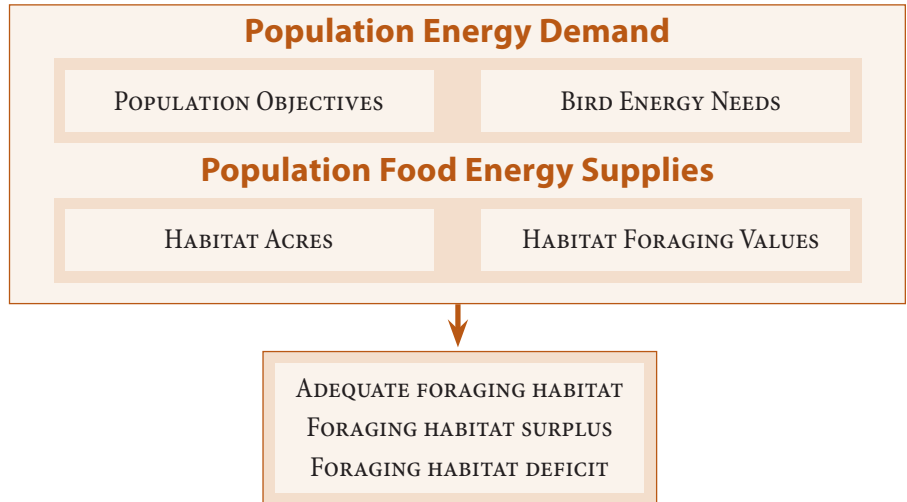 Population Energy Demand
Population Objectives
Bird Energy Needs
Population Food Energy Supplies
Habitat Acres
Habitat Foraging Values
Adequate foraging habitat
Foraging habitat surplus
Foraging habitat deficit